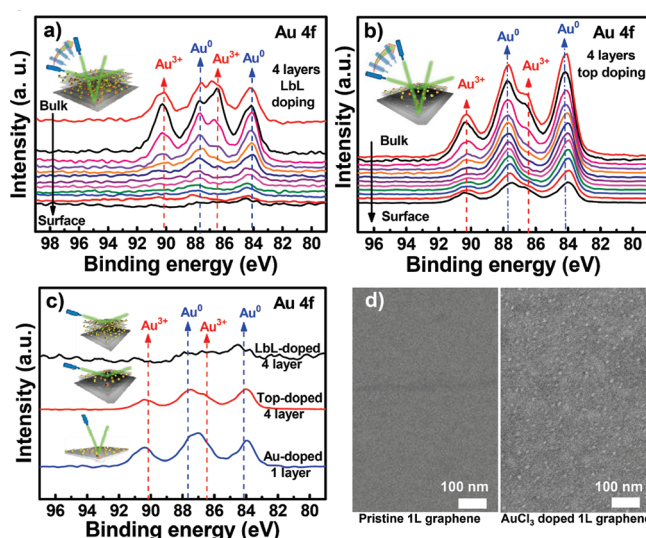 a)
Au 4f
Au³⁺
Au⁰
Au³⁺
Au⁰
4 layers
LbL
doping
Bulk
Surface
Intensity (a. u.)
98 96 94 92 90 88 86 84 82 80
Binding energy (eV)
b)
Au 4f
Au⁰
Au⁰
4 layers
top doping
Au³⁺
Au³⁺
Bulk
Surface
Intensity (a. u.)
96 94 92 90 88 86 84 82 80
Binding energy (eV)
c)
Au 4f
Au³⁺
Au⁰
Au³⁺
Au⁰
LbL-doped
4 layer
Top-doped
4 layer
Au-doped
1 layer
Intensity (a.u.)
96 94 92 90 88 86 84 82 80
Binding energy (eV)
d)
100 nm
Pristine 1L graphene
100 nm
AuCl₃ doped 1L graphene